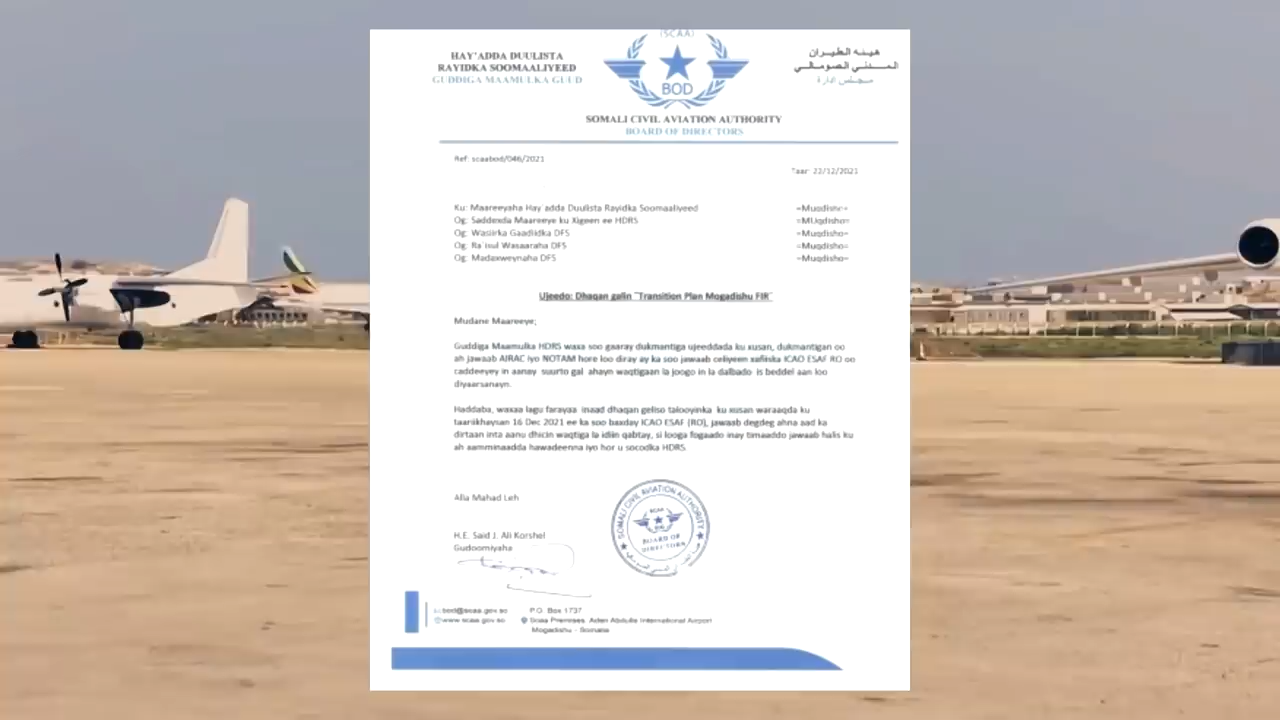 (SCAA)
HAY'ADDA DUULISTA
RAYIDKA SOOMAALIYEED
GUDDIGA MAAMULKA GUUD
BOD
هيئة الطيران
المدني الصومالي
مجلس ادارة
SOMALI CIVIL AVIATION AUTHORITY
BOARD OF DIRECTORS
Ref: scaabod/046/2021
Taar: 22/12/2021
Ku: Maareeyaha Hay'adda Duulista Rayidka Soomaaliyeed =Muqdisho=
Og: Saddexda Maareeye ku Xigeen ee HDRS =MUqdisho=
Og: Wasiirka Gaadiidka DFS =Muqdisho=
Og: Ra'isul Wasaaraha DFS =Muqdisho=
Og: Madaxweynaha DFS =Muqdisho=
Ujeedo: Dhaqan galin "Transition Plan Mogadishu FIR"
Mudane Maareeye;
Guddiga Maamulka HDRS waxa soo gaaray dukmantiga ujeeddada ku xusan, dukmantigan oo
ah jawaab AIRAC iyo NOTAM hore loo diray ay ka soo jawaab celiyeen xafiiska ICAO ESAF RO oo
caddeeyey in aanay suurto gal ahayn waqtigaan la joogo in la dalbado is beddel aan loo
diyaarsanayn.
Haddaba, waxaa lagu farayaa inaad dhaqan geliso talooyinka ku xusan waraaqda ku
taariikhaysan 16 Dec 2021 ee ka soo baxday ICAO ESAF (RO), jawaab degdeg ahna aad ka
dirtaan inta aanu dhicin waqtiga la idiin qabtay, si looga fogaado inay timaaddo jawaab halis ku
ah aamminaadda hawadeenna iyo hor u socodka HDRS.
Alla Mahad Leh
H.E. Said J. Ali Korshel
Gudoomiyaha
SOMALI CIVIL AVIATION AUTHORITY
SCAA
BOD
BOARD OF
DIRECTORS
bod@scaa.gov.so
www.scaa.gov.so
P.O. Box 1737
Scaa Premises, Aden Abdulle International Airport
Mogadishu - Somalia